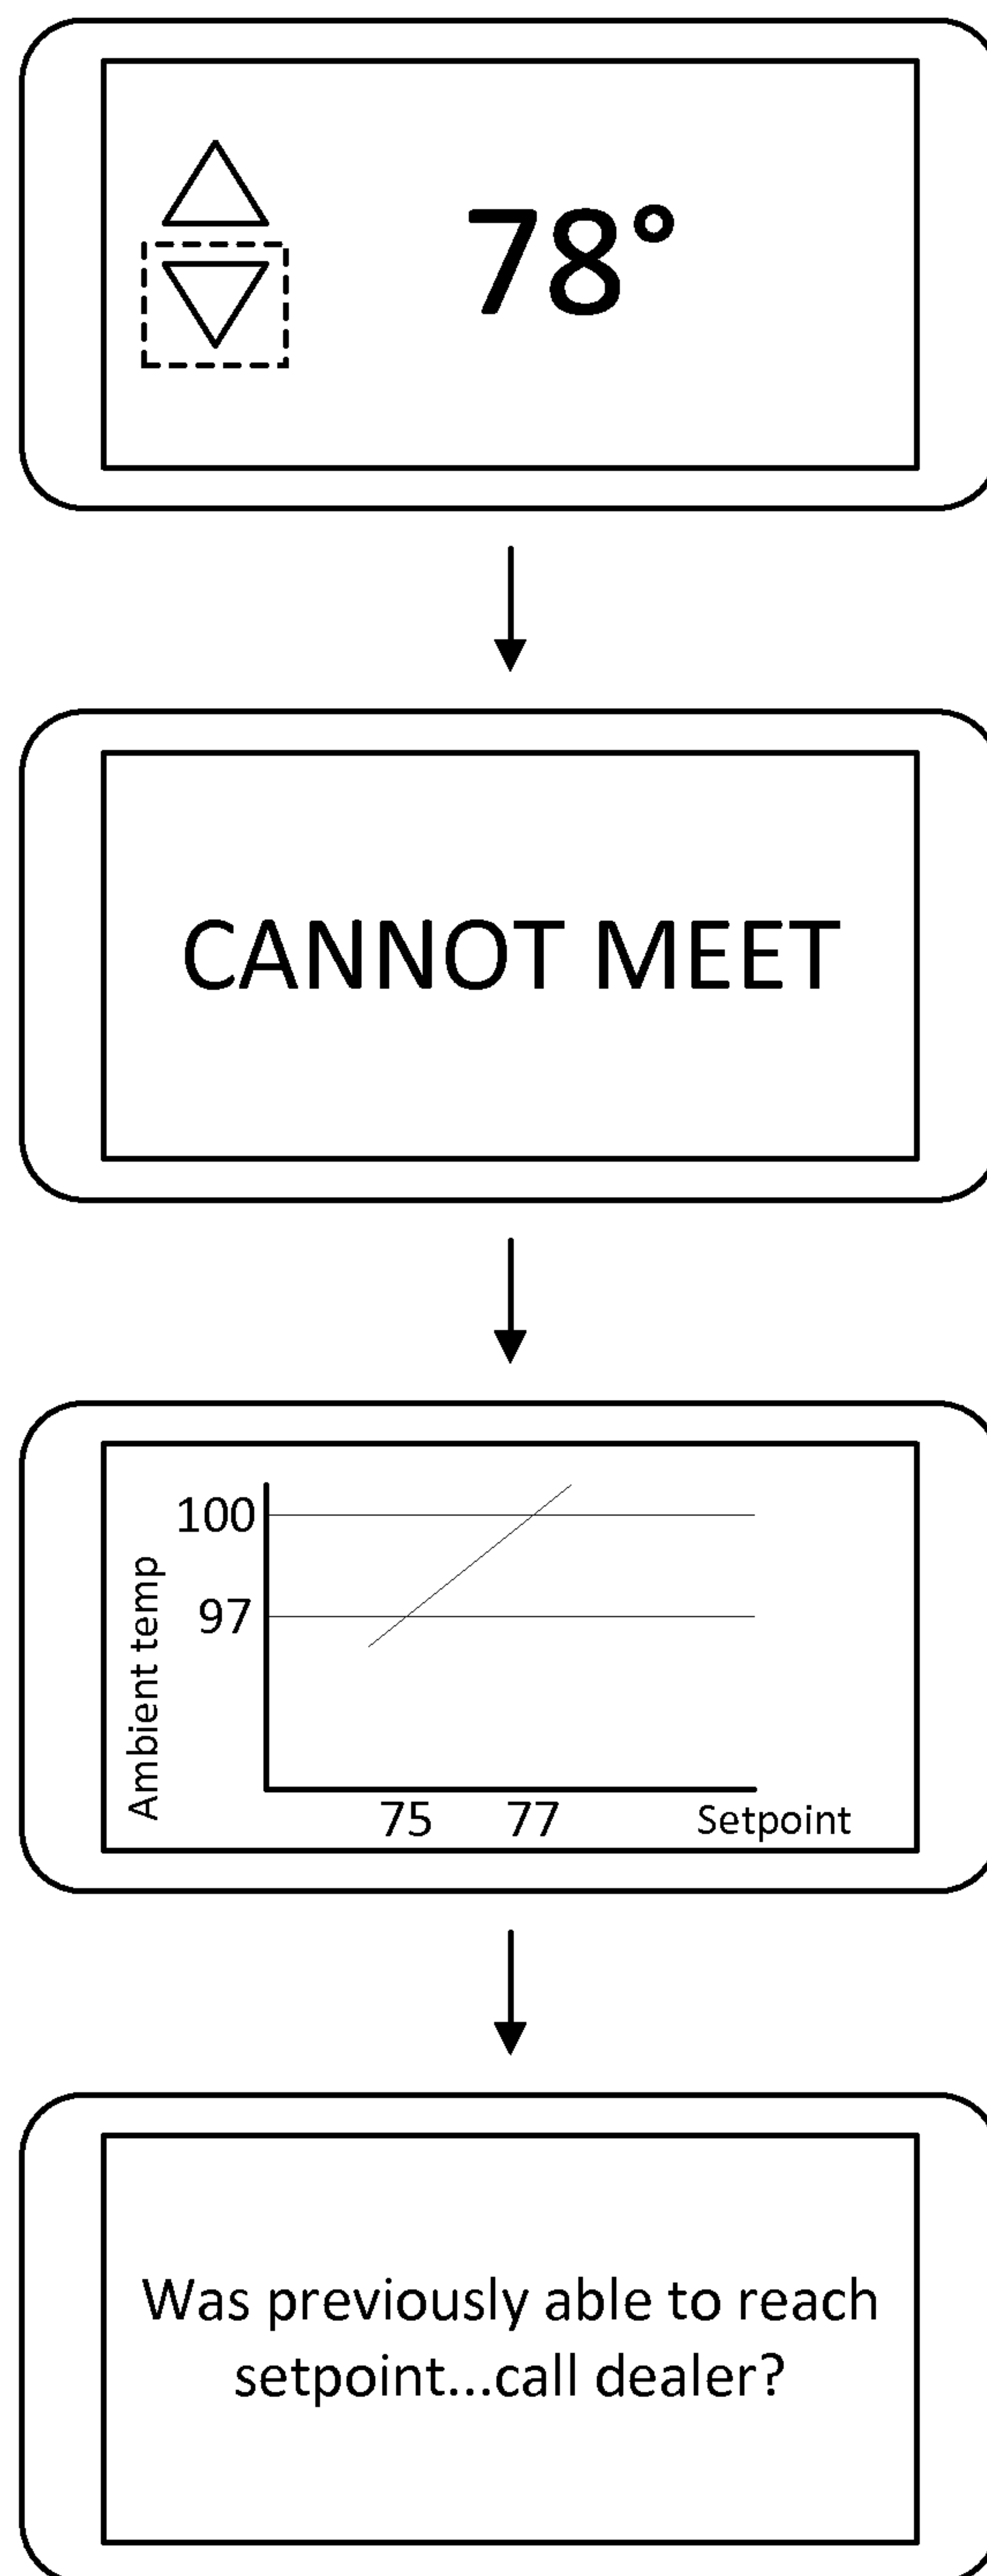 78°
CANNOT MEET
100
97
Ambient temp
75 77 Setpoint
Was previously able to reach
setpoint...call dealer?